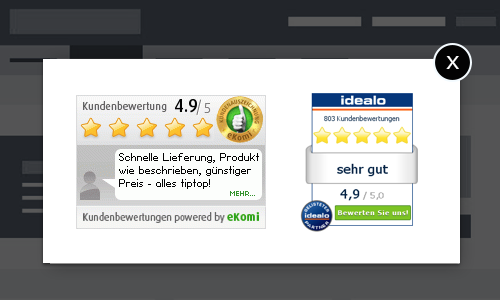 X
Kundenbewertung 4.9/5
KUNDENAUSZEICHNUNG
eKomi
Schnelle Lieferung, Produkt
wie beschrieben, günstiger
Preis - alles tiptop!
MEHR...
Kundenbewertungen powered by eKomi
idealo
803 Kundenbewertungen
sehr gut
4,9 / 5,0
GELISTETER
idealo
PARTNER
Bewerten Sie uns!